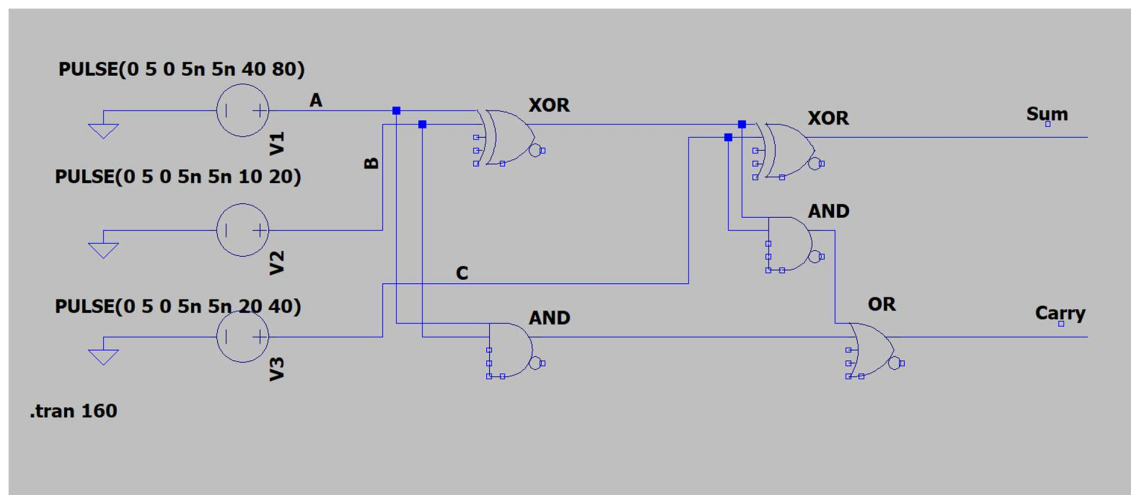 PULSE(0 5 0 5n 5n 40 80)
A
XOR
XOR
Sum
V1
B
PULSE(0 5 0 5n 5n 10 20)
AND
V2
C
PULSE(0 5 0 5n 5n 20 40)
AND
OR
Carry
V3
.tran 160